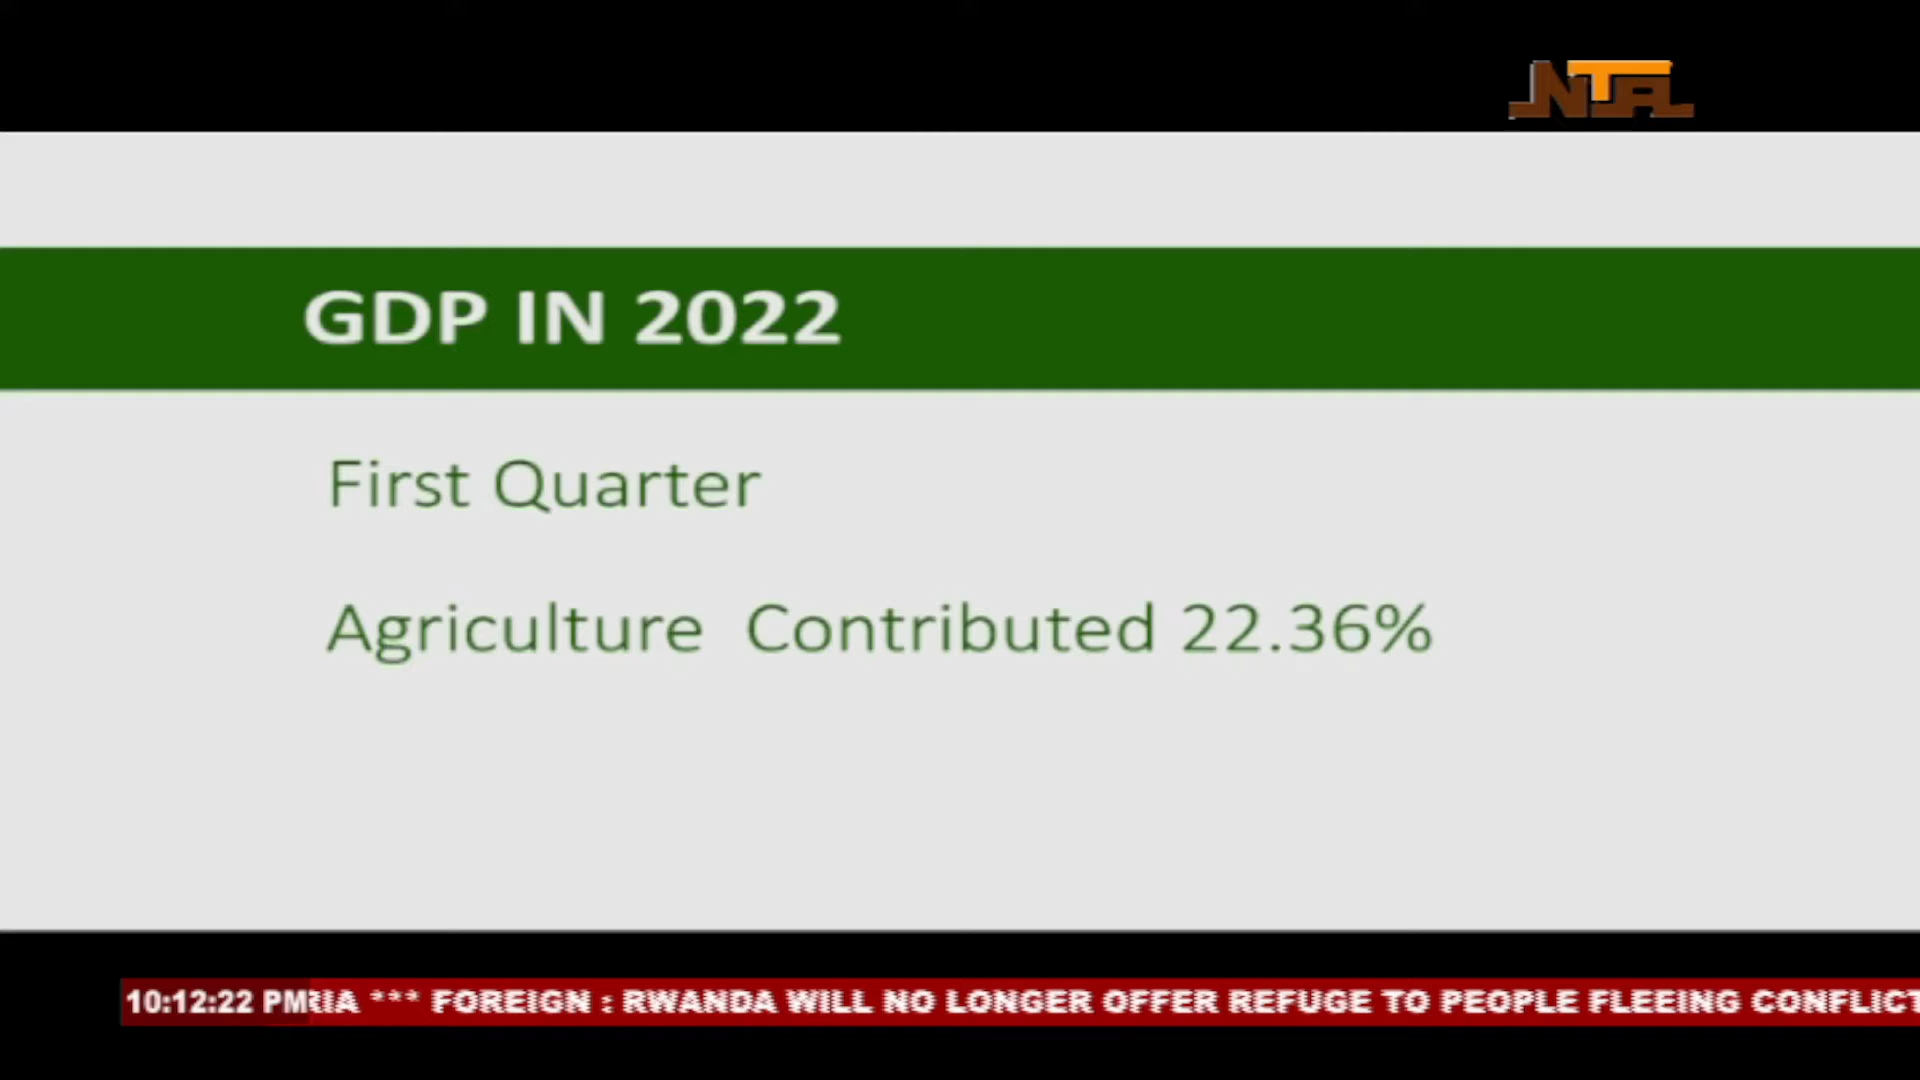 NTA
GDP IN 2022
First Quarter
Agriculture Contributed 22.36%
10:12:22 PM RIA *** FOREIGN : RWANDA WILL NO LONGER OFFER REFUGE TO PEOPLE FLEEING CONFLICT